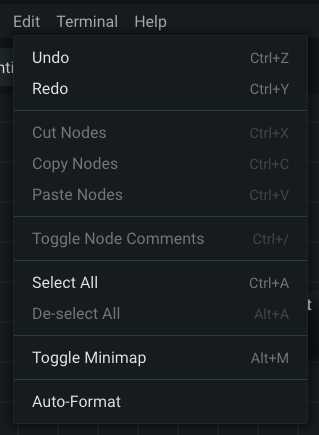 Edit Terminal Help
Undo Ctrl+Z
Redo Ctrl+Y
Cut Nodes Ctrl+X
Copy Nodes Ctrl+C
Paste Nodes Ctrl+V
Toggle Node Comments Ctrl+/
Select All Ctrl+A
De-select All Alt+A
Toggle Minimap Alt+M
Auto-Format